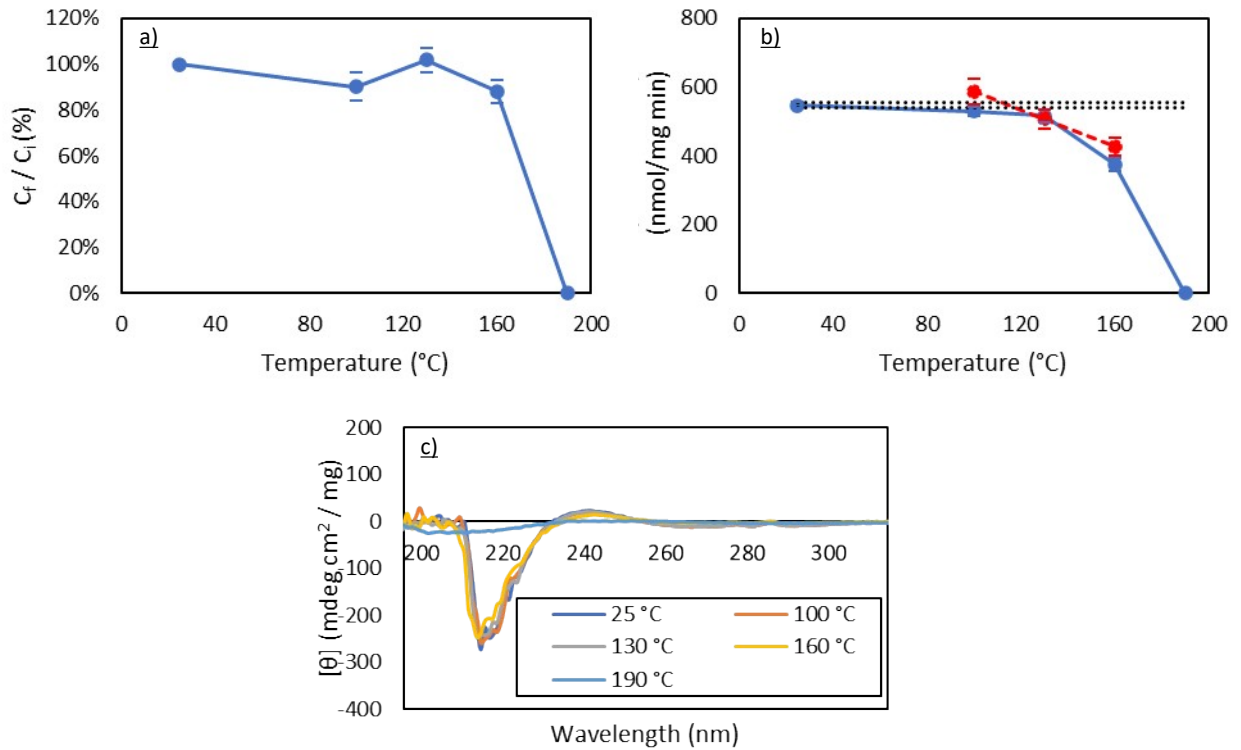 a)
120%
100%
80%
60%
40%
20%
0%
C_f / C_i (%)
0 40 80 120 160 200
Temperature (°C)
b)
800
600
400
200
0
(nmol/mg min)
0 40 80 120 160 200
Temperature (°C)
c)
200
100
0
-100
-200
-300
-400
[θ] (mdeg cm² / mg)
200 220 240 260 280 300
25 °C 100 °C
130 °C 160 °C
190 °C
Wavelength (nm)